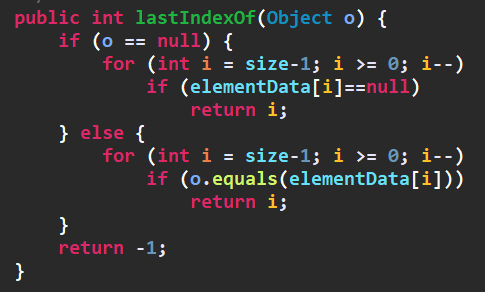 public int lastIndexOf(Object o) {
    if (o == null) {
        for (int i = size-1; i >= 0; i--)
            if (elementData[i]==null)
                return i;
    } else {
        for (int i = size-1; i >= 0; i--)
            if (o.equals(elementData[i]))
                return i;
    }
    return -1;
}